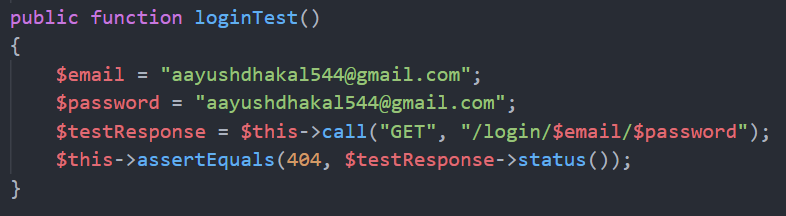 public function loginTest()
{
$email = "aayushdhakal544@gmail.com";
$password = "aayushdhakal544@gmail.com";
$testResponse = $this->call("GET", "/login/$email/$password");
$this->assertEquals(404, $testResponse->status());
}